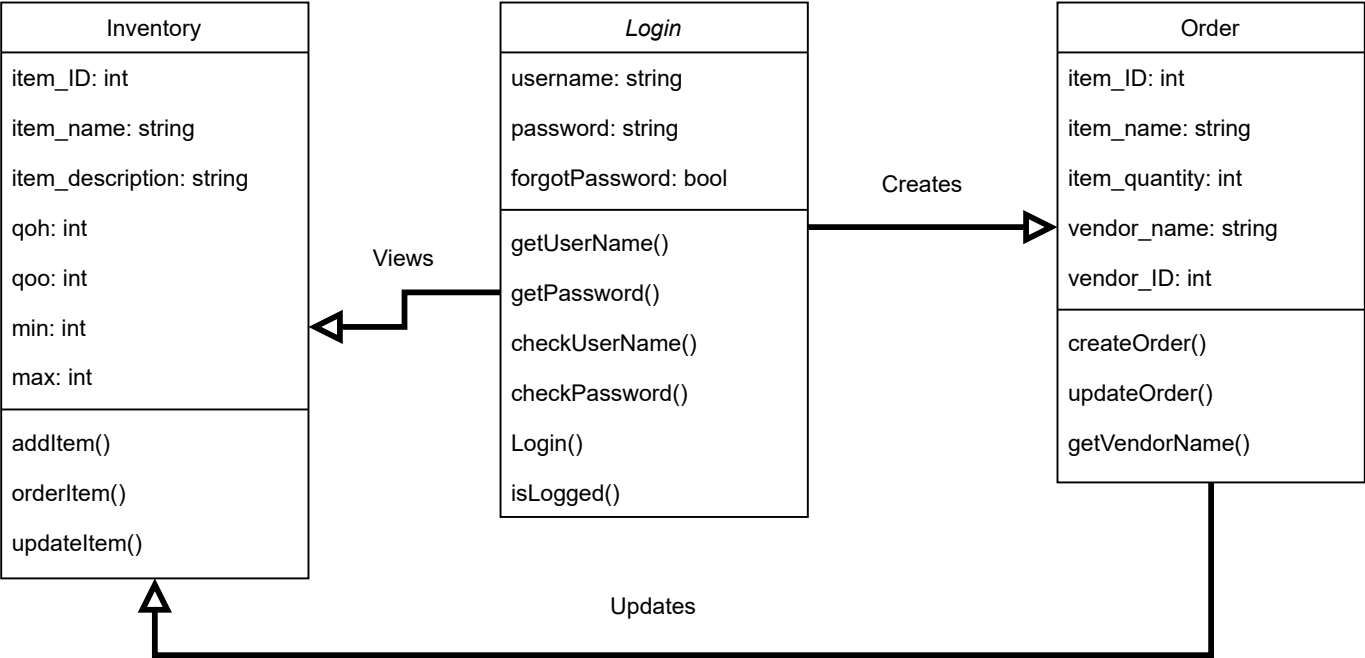 Inventory
item_ID: int
item_name: string
item_description: string
qoh: int
qoo: int
min: int
max: int
addItem()
orderItem()
updateItem()
Views
Login
username: string
password: string
forgotPassword: bool
getUserName()
getPassword()
checkUserName()
checkPassword()
Login()
isLogged()
Creates
Order
item_ID: int
item_name: string
item_quantity: int
vendor_name: string
vendor_ID: int
createOrder()
updateOrder()
getVendorName()
Updates